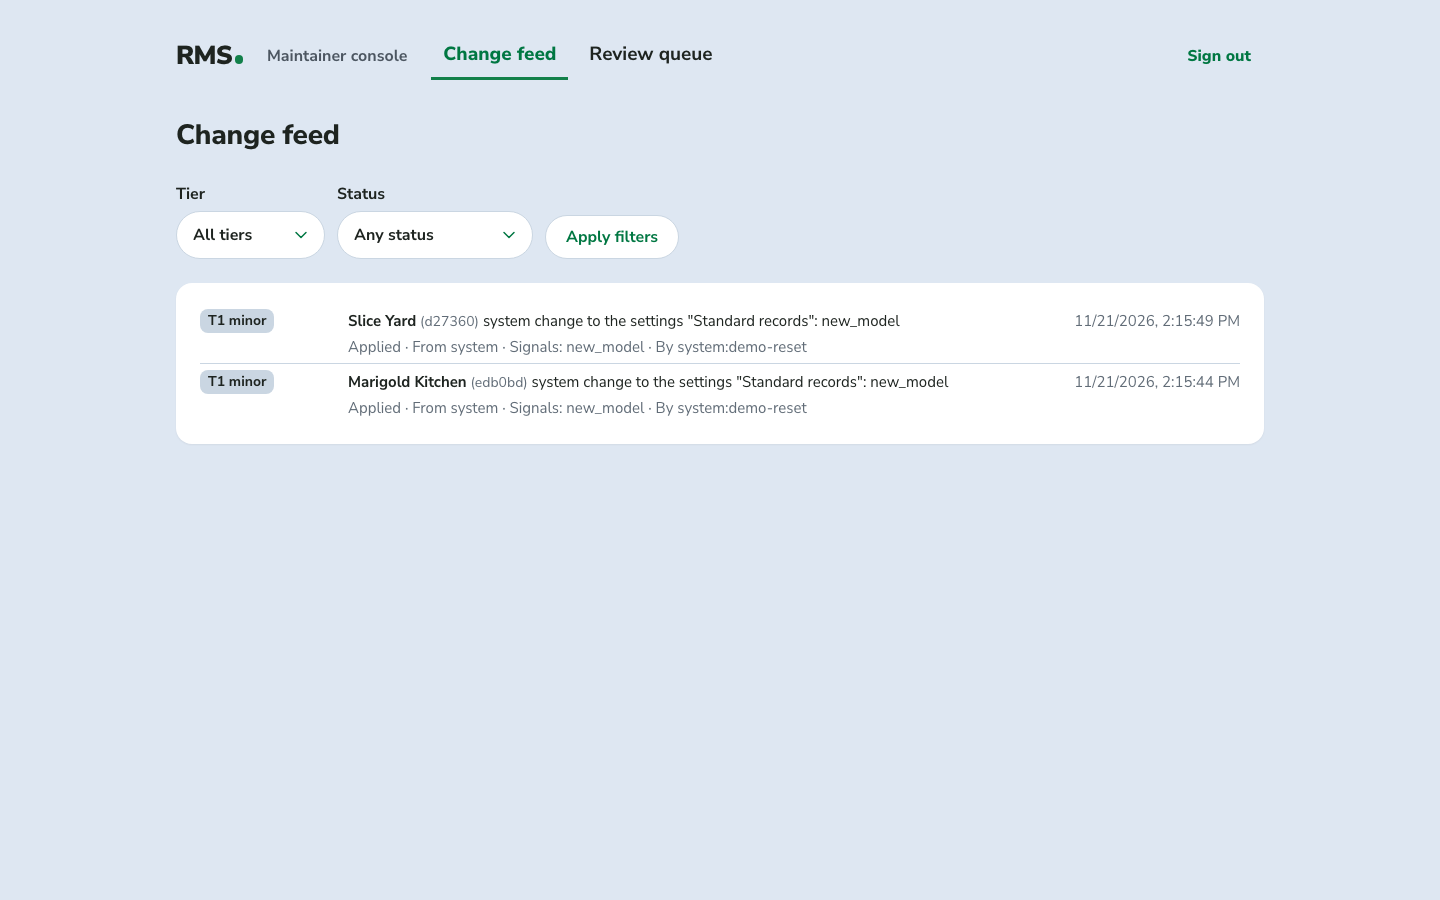 RMS. Maintainer console Change feed Review queue Sign out
Change feed
Tier Status
All tiers Any status Apply filters
T1 minor Slice Yard (d27360) system change to the settings "Standard records": new_model 11/21/2026, 2:15:49 PM
Applied · From system · Signals: new_model · By system:demo-reset
T1 minor Marigold Kitchen (edb0bd) system change to the settings "Standard records": new_model 11/21/2026, 2:15:44 PM
Applied · From system · Signals: new_model · By system:demo-reset